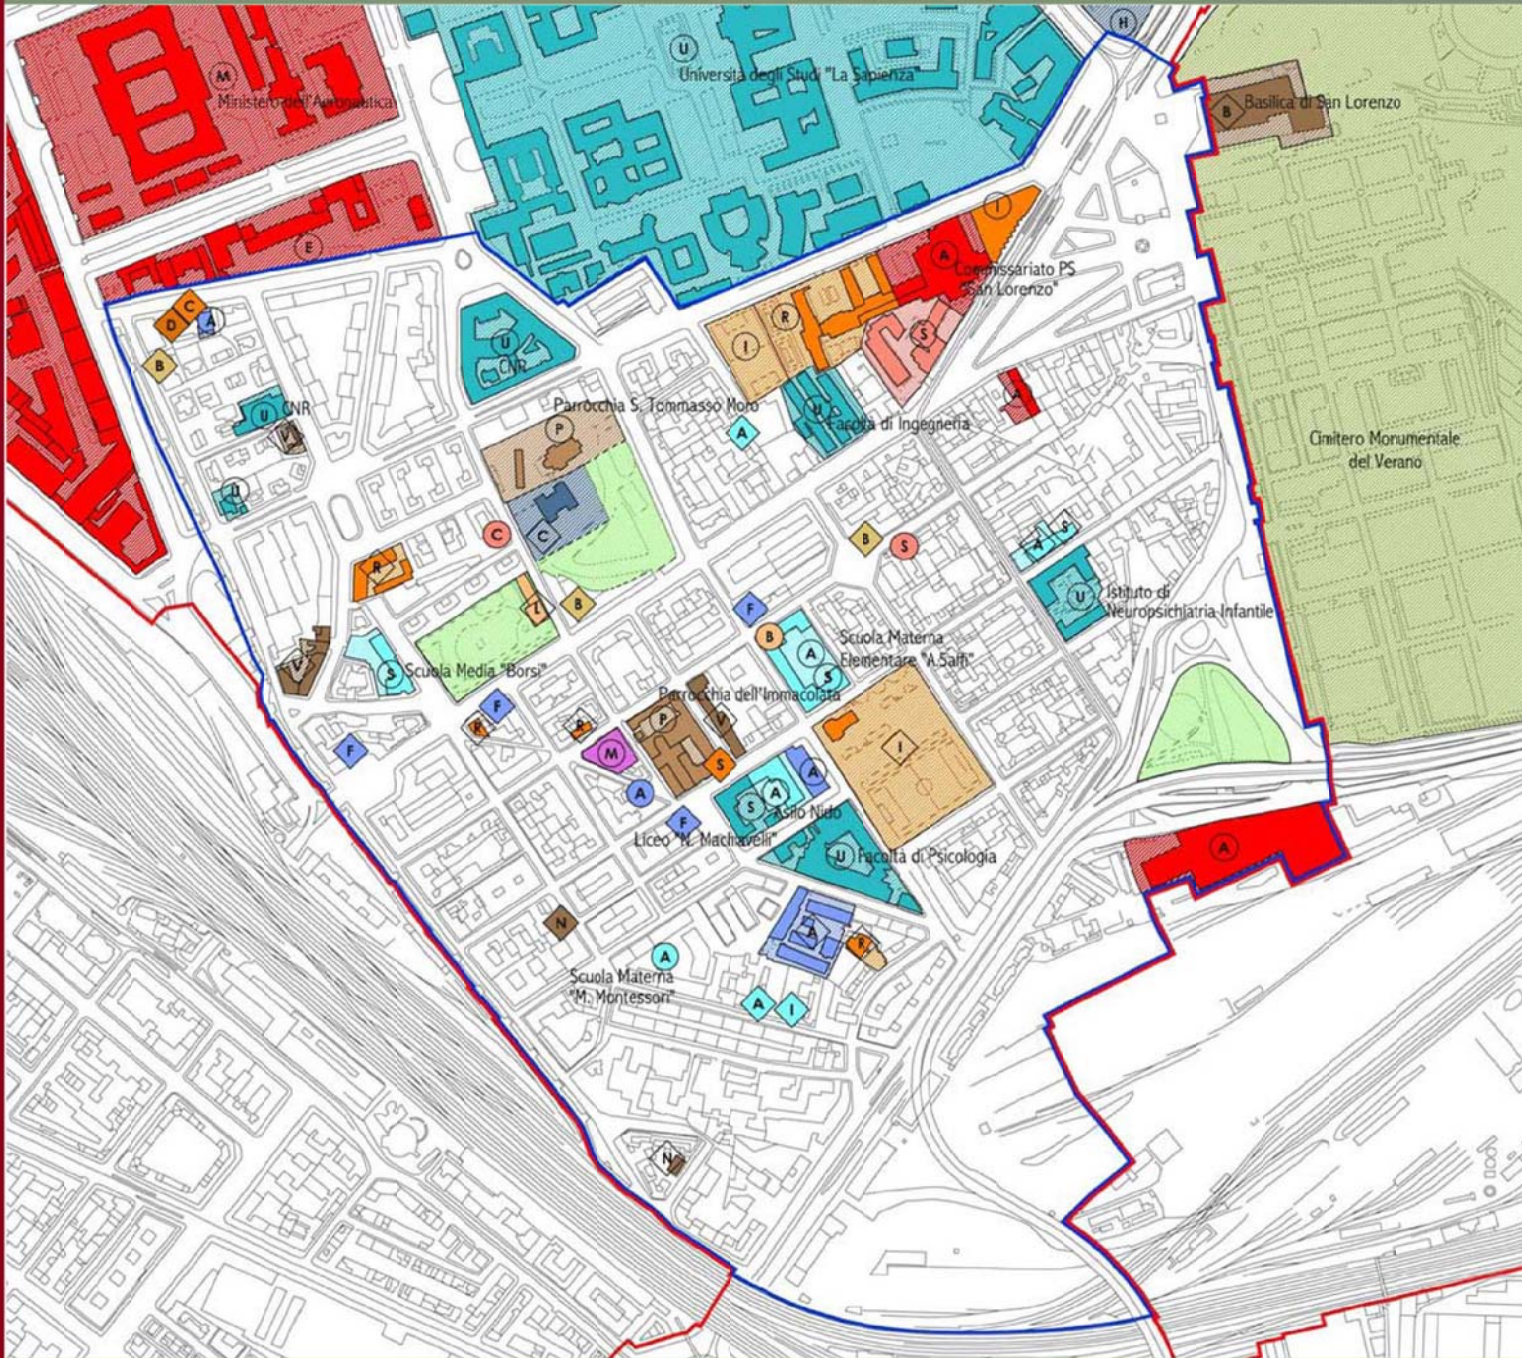 H
U
Università degli Studi "La Sapienza"
M
Ministero dell'Aeronautica
B
Basilica di San Lorenzo
I
E
A
Commissariato PS
"San Lorenzo"
C
O
A
R
I
S
U
CNR
B
A
U
CNR
Parrocchia S. Tommasso Moro
P
A
U
Facoltà di Ingegneria
Cimitero Monumentale
del Verano
V
U
C
C
B
S
A
S
R
U
Istituto di
Neuropsichiatria Infantile
B
F
B
A
Scuola Materna
Elementare "A.Salfi"
S
V
S
Scuola Media "Borsi"
Parrocchia dell'Immacolata
F
R
R
P
V
F
M
I
S
A
A
A
S
Asilo Nido
F
Liceo "N. Machiavelli"
U
Facoltà di Psicologia
A
N
A
R
A
Scuola Materna
"M. Montessori"
A
I
N